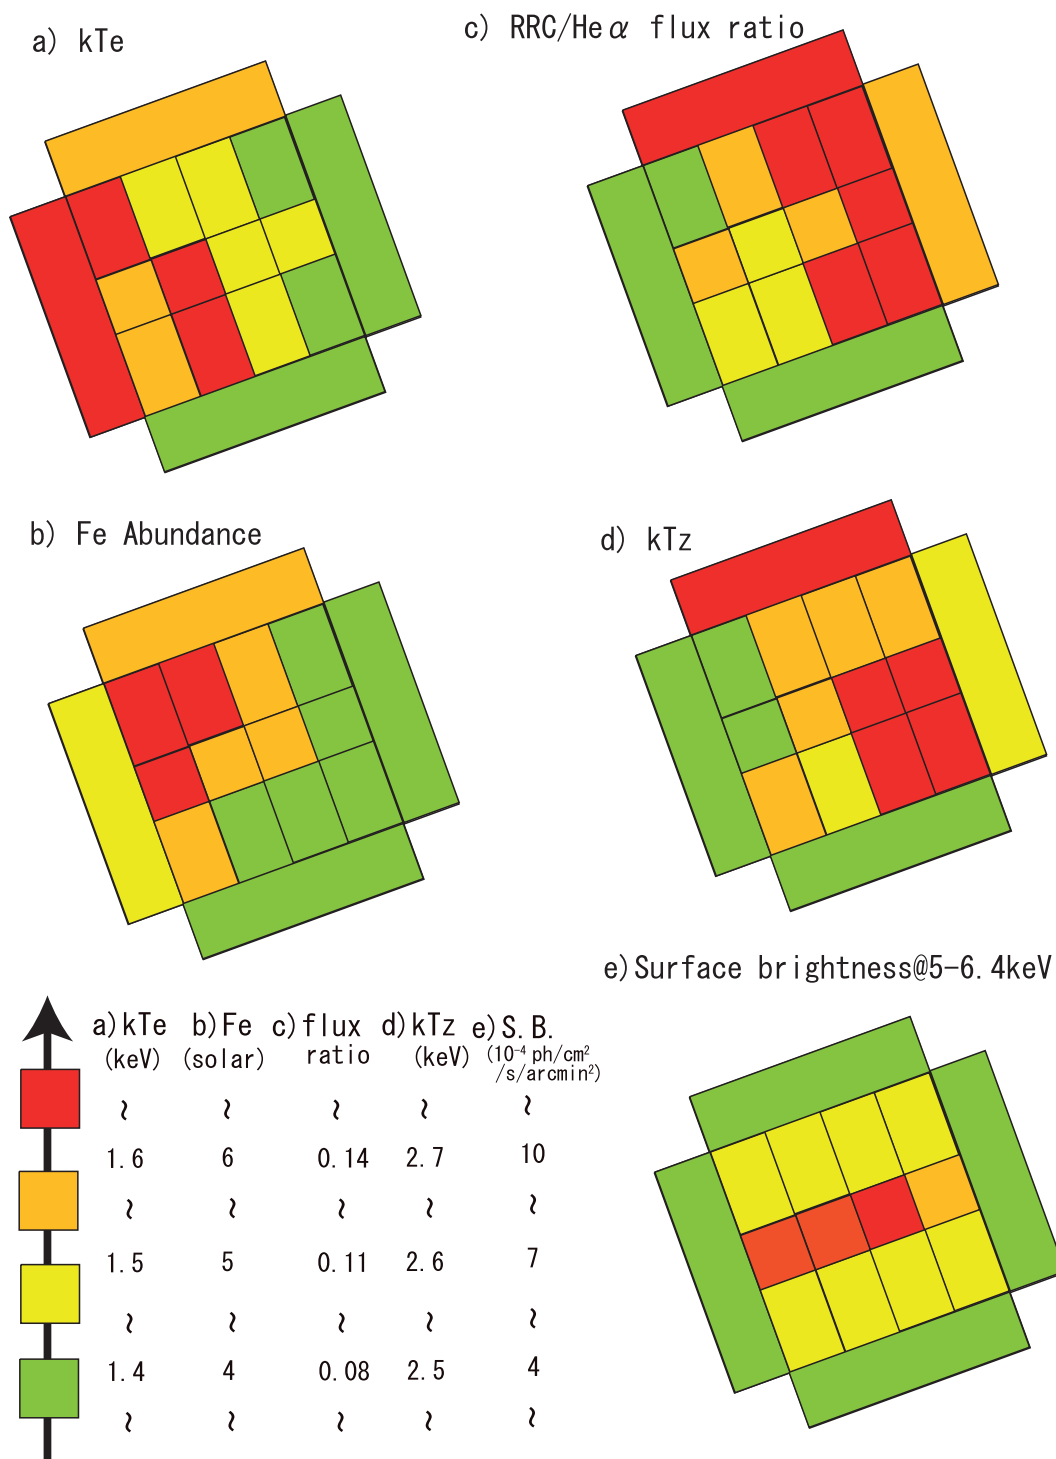 a) kTe
c) RRC/Heα flux ratio
b) Fe Abundance
d) kTz
e)Surface brightness@5-6.4keV
a)kTe b)Fe c)flux d)kTz e)S.B.
(keV) (solar) ratio (keV) (10⁻⁴ ph/cm²
/s/arcmin²)
~ ~ ~ ~ ~
1.6 6 0.14 2.7 10
~ ~ ~ ~ ~
1.5 5 0.11 2.6 7
~ ~ ~ ~ ~
1.4 4 0.08 2.5 4
~ ~ ~ ~ ~